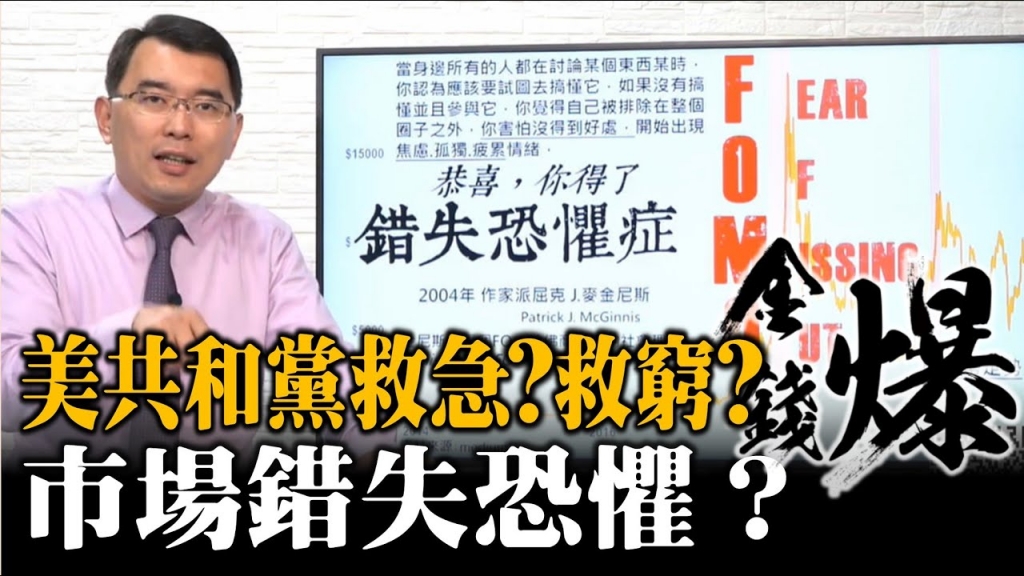 當身邊所有的人都在討論某個東西某時，
你認為應該要試圖去搞懂它，如果沒有搞
懂並且參與它，你覺得自己被排除在整個
圈子之外，你害怕沒得到好處，開始出現
焦慮.孤獨.疲累情緒．
$15000
恭喜，你得了
錯失恐懼症
2004年 作家派屈克 J.麥金尼斯
Patrick J. McGinnis
FEAR
OF
MISSING
金錢爆
美共和黨救急?救窮?
市場錯失恐懼？